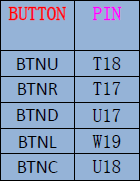 BUTTON PIN
BTNU T18
BTNR T17
BTND U17
BTNL W19
BTNC U18